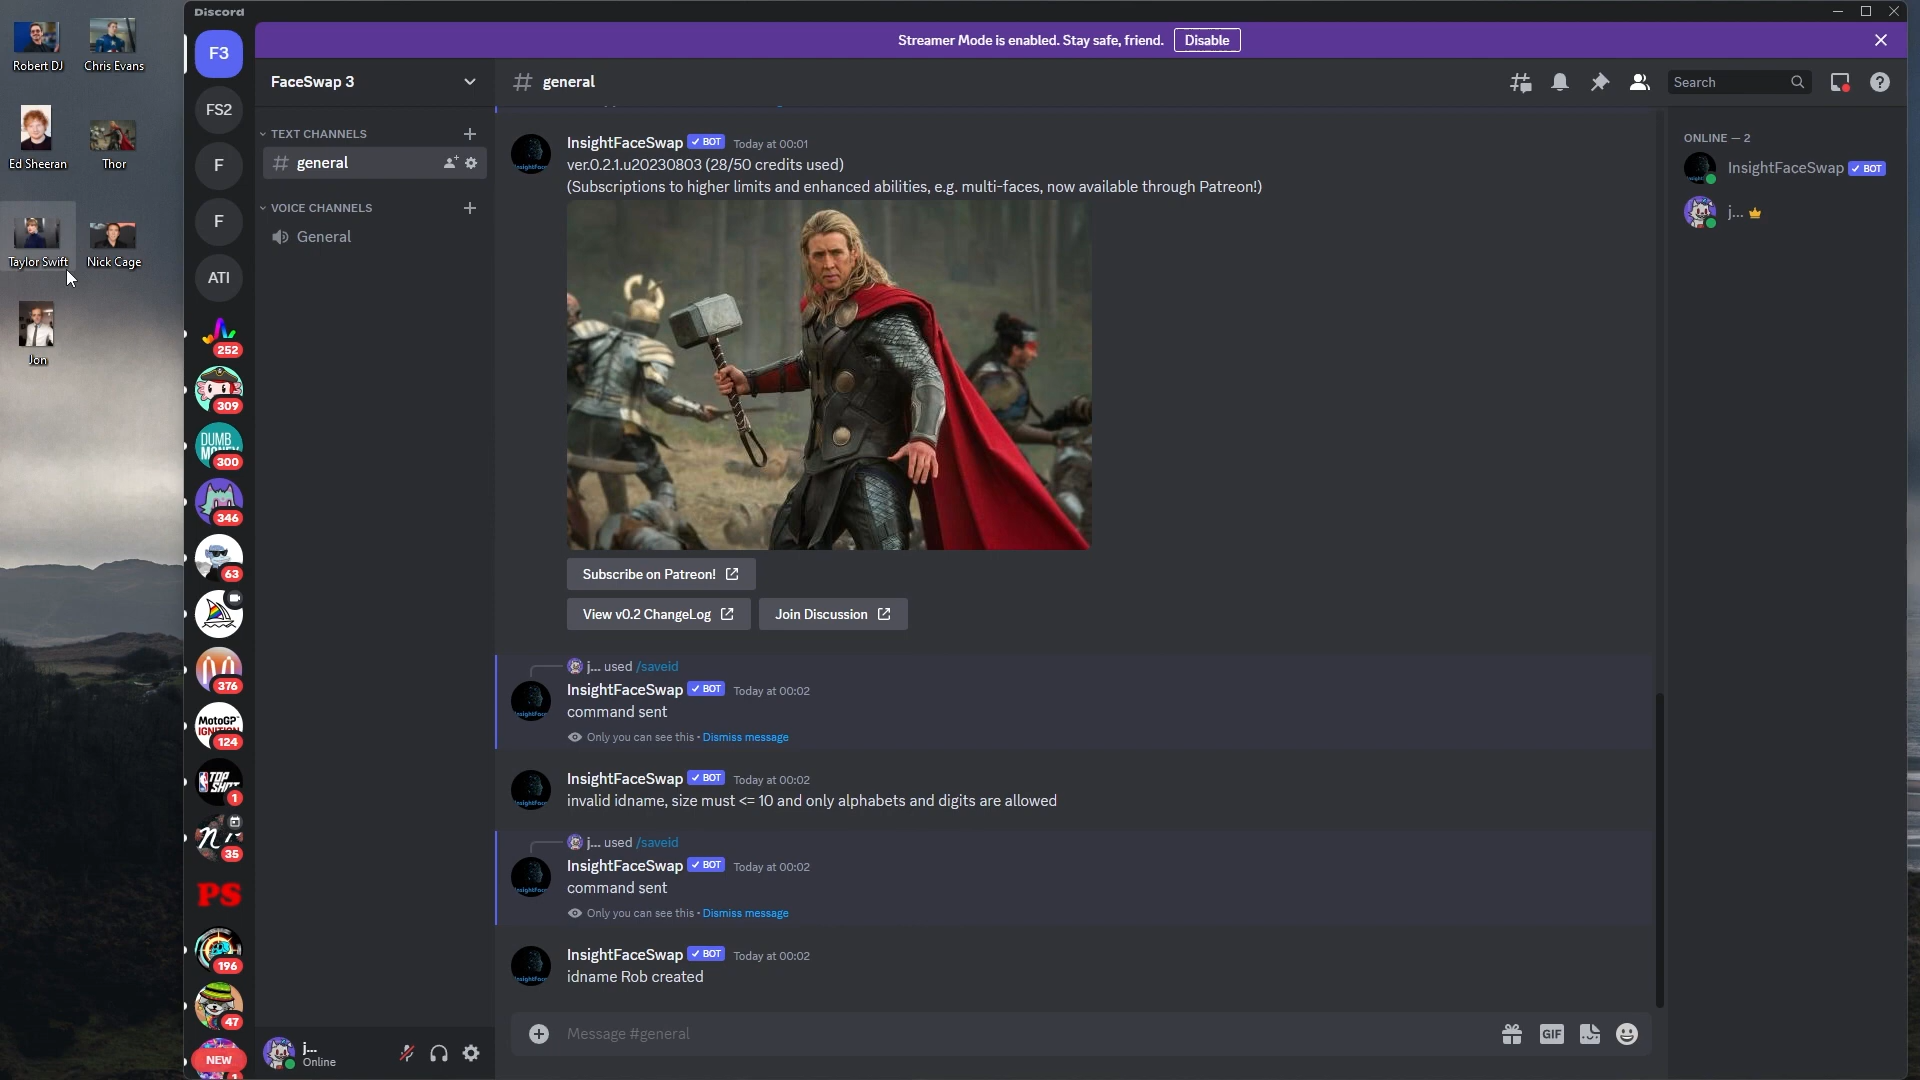 Robert DJ
Chris Evans
Ed Sheeran
Thor
Taylor Swift
Nick Cage
Jon
Discord
Streamer Mode is enabled. Stay safe, friend.
Disable
F3
FS2
F
F
ATI
252
309
DUMB
300
346
63
376
MotoGP
IGNITION
124
TOP
SHOT
1
35
PS
196
47
NEW
FaceSwap 3
TEXT CHANNELS
general
VOICE CHANNELS
General
j...
Online
general
Search
InsightFaceSwap BOT Today at 00:01
ver.0.2.1.u20230803 (28/50 credits used)
(Subscriptions to higher limits and enhanced abilities, e.g. multi-faces, now available through Patreon!)
Subscribe on Patreon!
View v0.2 ChangeLog
Join Discussion
j... used /saveid
InsightFaceSwap BOT Today at 00:02
command sent
Only you can see this • Dismiss message
InsightFaceSwap BOT Today at 00:02
invalid idname, size must <= 10 and only alphabets and digits are allowed
j... used /saveid
InsightFaceSwap BOT Today at 00:02
command sent
Only you can see this • Dismiss message
InsightFaceSwap BOT Today at 00:02
idname Rob created
Message #general
GIF
ONLINE — 2
InsightFaceSwap BOT
j...